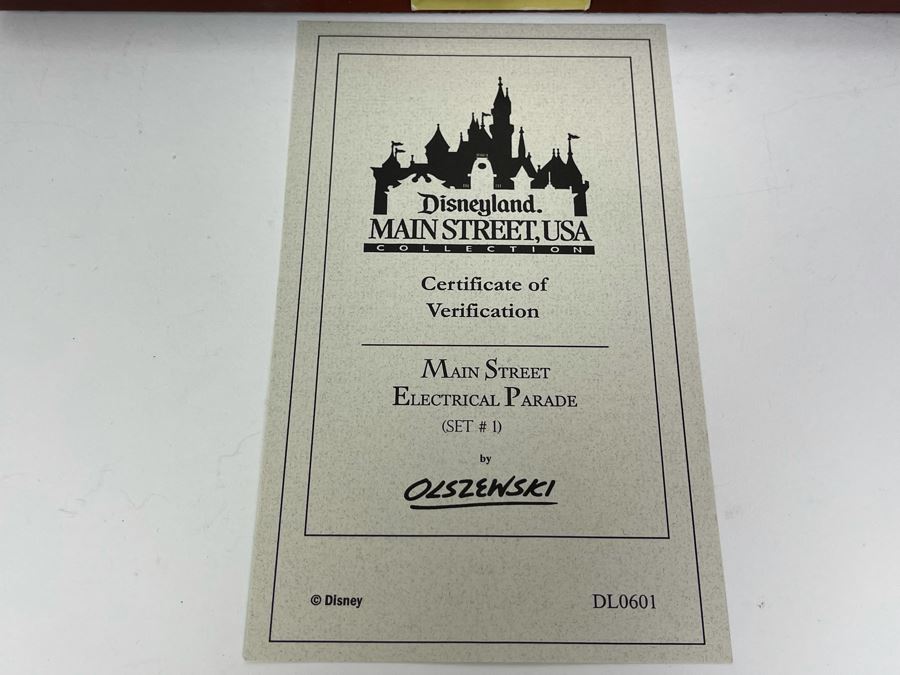 Disneyland.
MAIN STREET, USA
COLLECTION
Certificate of
Verification
MAIN STREET
ELECTRICAL PARADE
(SET # 1)
by
OLSZEWSKI
© Disney
DL0601